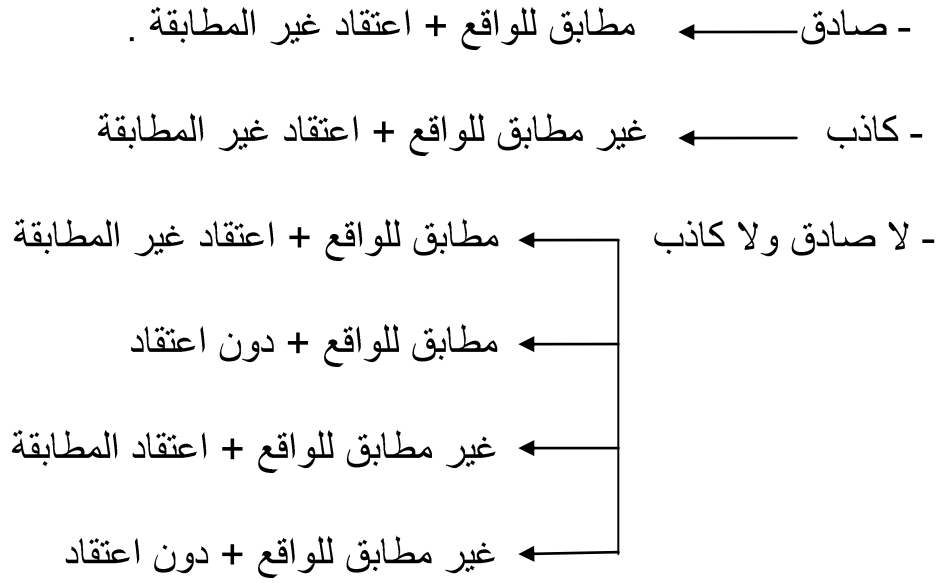 - صادق مطابق للواقع + اعتقاد غير المطابقة .
- كاذب غير مطابق للواقع + اعتقاد غير المطابقة
- لا صادق ولا كاذب مطابق للواقع + اعتقاد غير المطابقة
مطابق للواقع + دون اعتقاد
غير مطابق للواقع + اعتقاد المطابقة
غير مطابق للواقع + دون اعتقاد